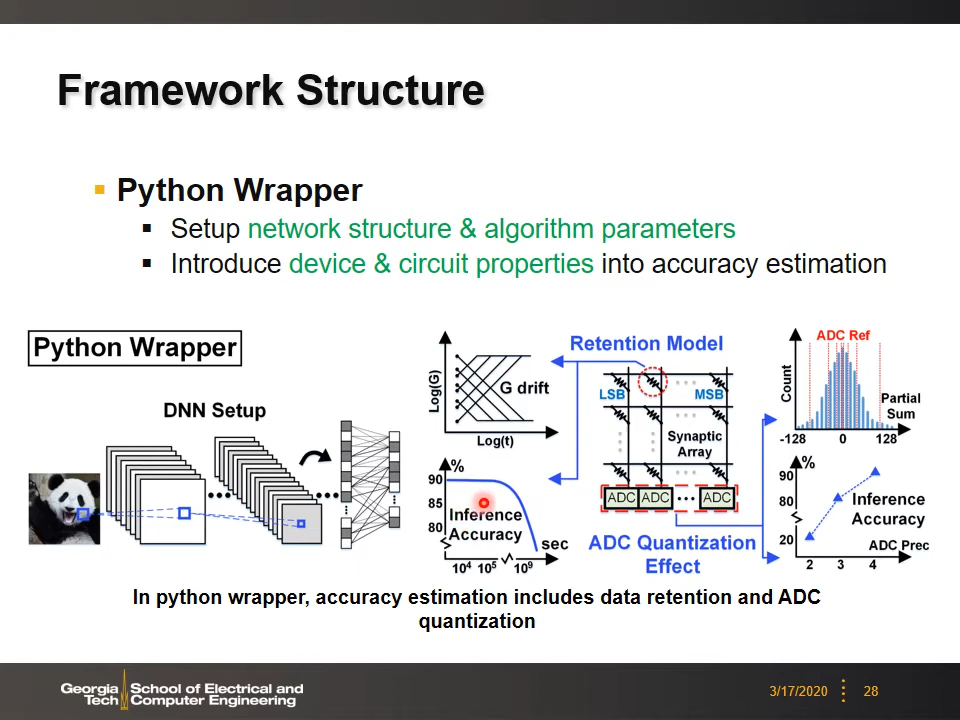 Framework Structure
Python Wrapper
Setup network structure & algorithm parameters
Introduce device & circuit properties into accuracy estimation
Python Wrapper
DNN Setup
Log(G)
G drift
Log(t)
%
90
85
80
Inference
Accuracy
sec
10⁴ 10⁵ 10⁹
Retention Model
LSB
MSB
Synaptic
Array
ADC ADC ••• ADC
ADC Quantization
Effect
ADC Ref
Count
Partial
Sum
-128 0 128
%
90
80
20
Inference
Accuracy
ADC Prec
2 3 4
In python wrapper, accuracy estimation includes data retention and ADC
quantization
Georgia Tech
School of Electrical and
Computer Engineering
3/17/2020
28